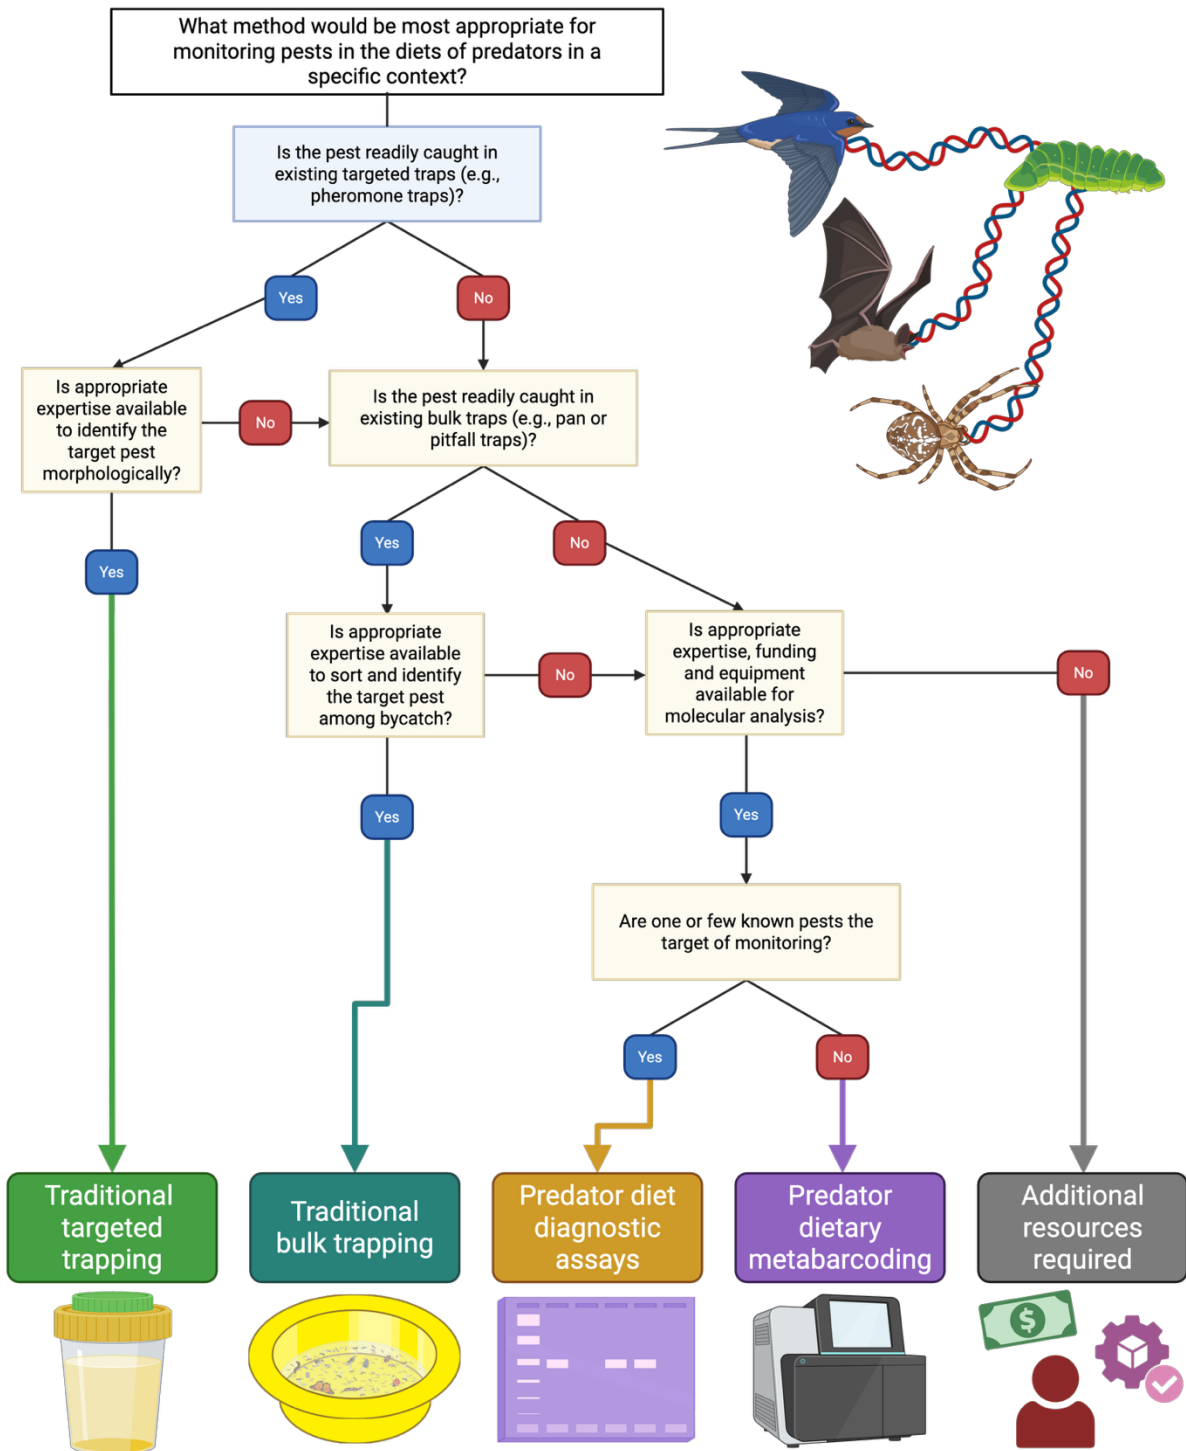 What method would be most appropriate for
monitoring pests in the diets of predators in a
specific context?
Is the pest readily caught in
existing targeted traps (e.g.,
pheromone traps)?
Yes
No
Is appropriate
expertise available
to identify the
target pest
morphologically?
No
Is the pest readily caught in
existing bulk traps (e.g., pan or
pitfall traps)?
Yes
Yes
No
Is appropriate
expertise available
to sort and identify
the target pest
among bycatch?
No
Is appropriate
expertise, funding
and equipment
available for
molecular analysis?
No
Yes
Yes
Are one or few known pests the
target of monitoring?
Yes
No
Traditional
targeted
trapping
Traditional
bulk trapping
Predator diet
diagnostic
assays
Predator
dietary
metabarcoding
Additional
resources
required
$